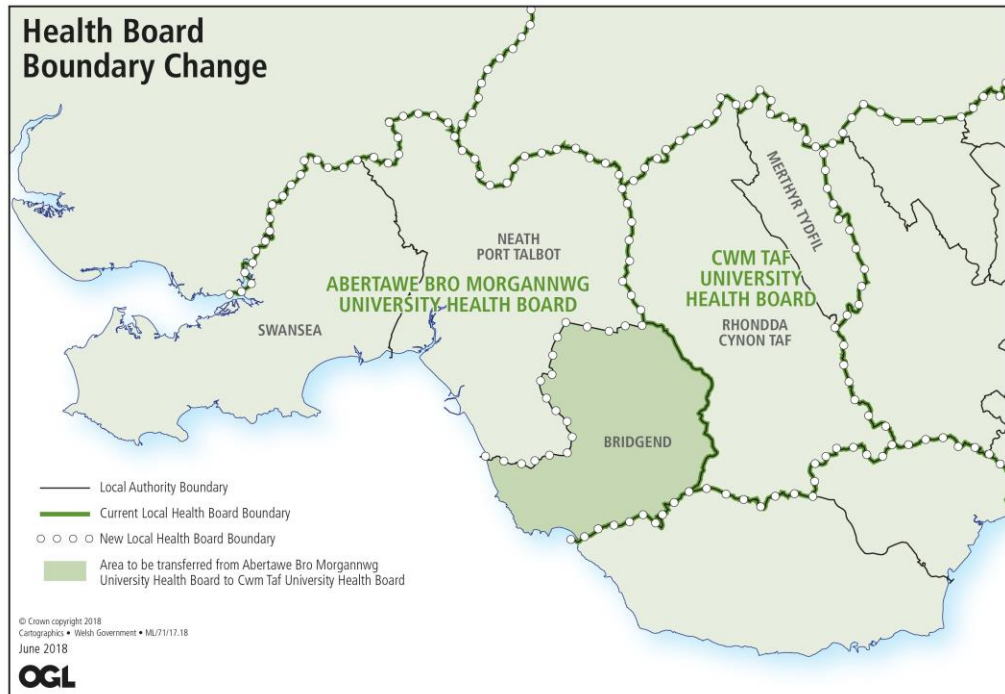 Health Board
Boundary Change
MERTHYR TYDFIL
NEATH
PORT TALBOT
CWM TAF
UNIVERSITY
HEALTH BOARD
ABERTAWE BRO MORGANNWG
UNIVERSITY HEALTH BOARD
SWANSEA
RHONDDA
CYNON TAF
BRIDGEND
Local Authority Boundary
Current Local Health Board Boundary
New Local Health Board Boundary
Area to be transferred from Abertawe Bro Morgannwg
University Health Board to Cwm Taf University Health Board
© Crown copyright 2018
Cartographics • Welsh Government • ML/71/17.18
June 2018
OGL